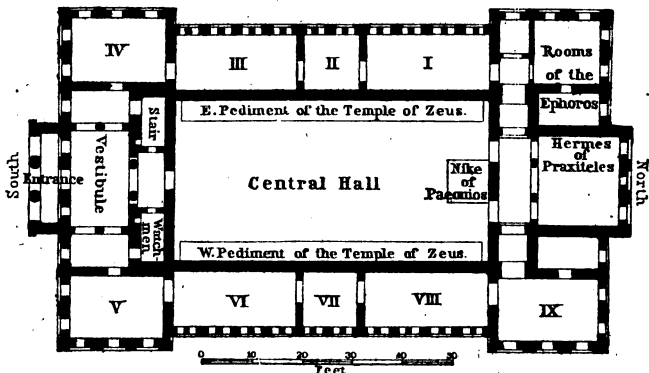 IV
III
II
I
Rooms
of the
Ephoros
Stair
E. Pediment of the Temple of Zeus.
South
Entrance
Vestibule
Central Hall
Nike
of
Paeonios
Hermes
of
Praxiteles
North
Watch
men
W. Pediment of the Temple of Zeus.
V
VI
VII
VIII
IX
0 10 20 30 40 50
Feet